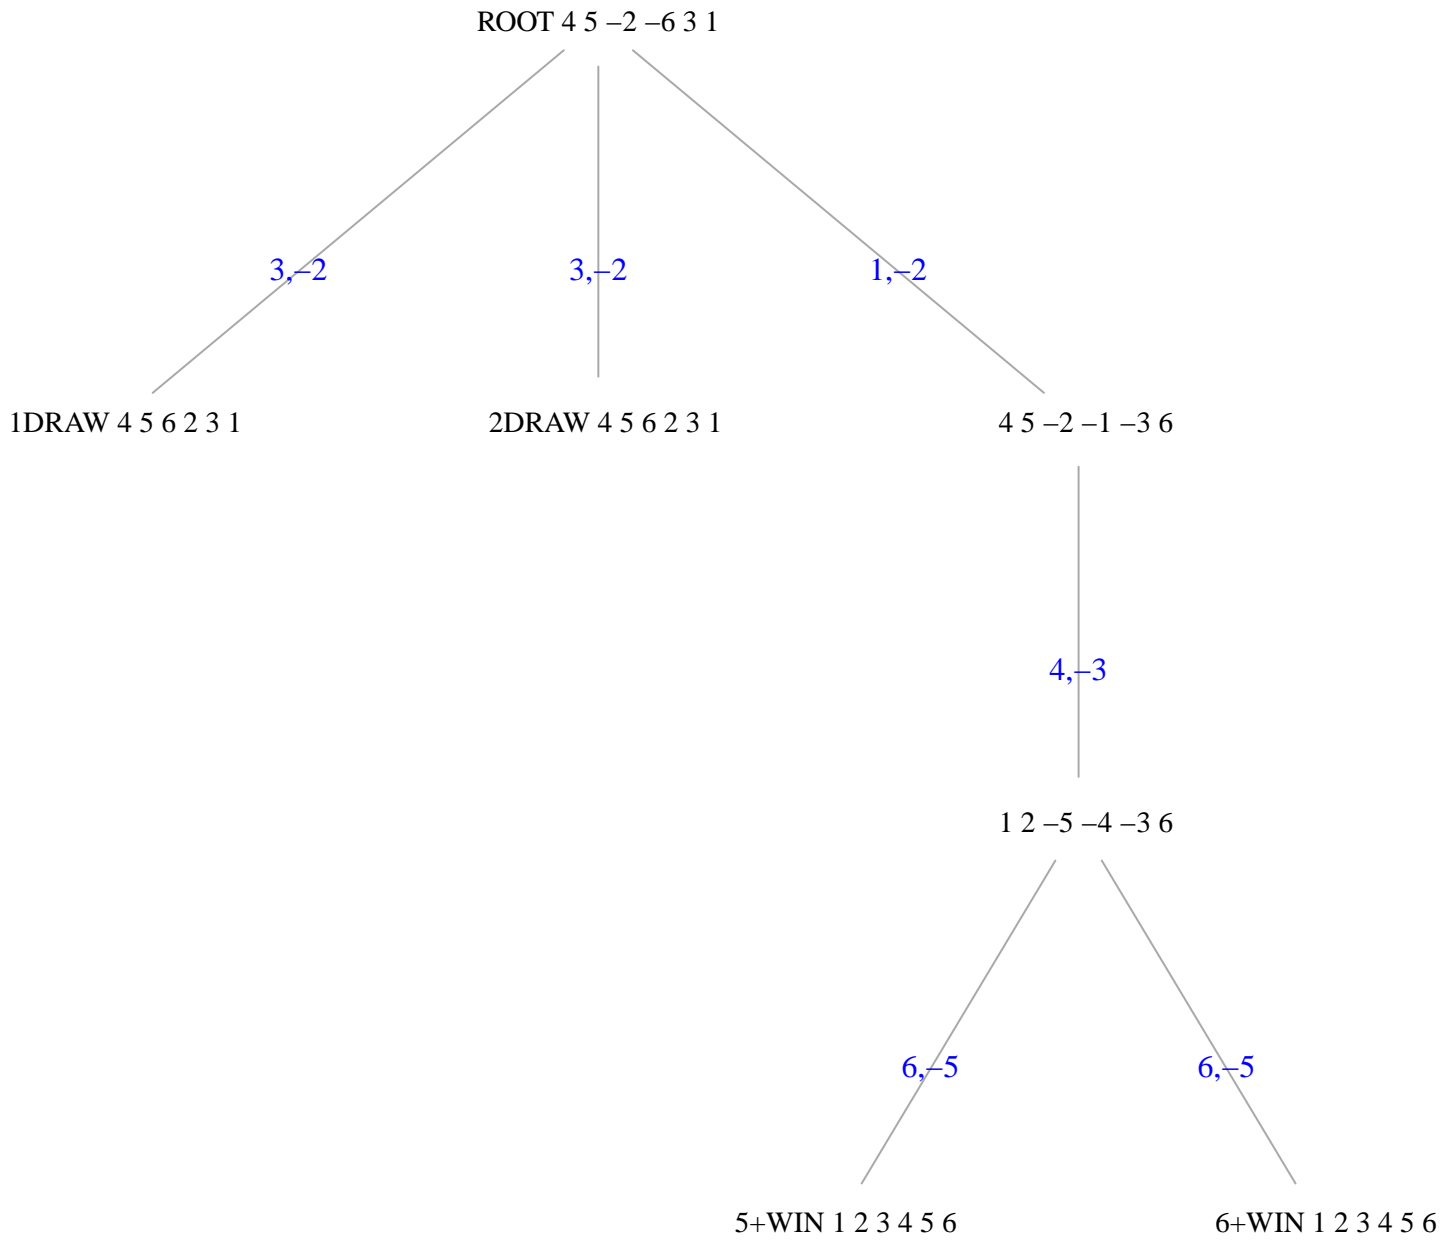 ROOT 4 5 –2 –6 3 1
3,–2
3,–2
1,–2
1DRAW 4 5 6 2 3 1
2DRAW 4 5 6 2 3 1
4 5 –2 –1 –3 6
4,–3
1 2 –5 –4 –3 6
6,–5
6,–5
5+WIN 1 2 3 4 5 6
6+WIN 1 2 3 4 5 6